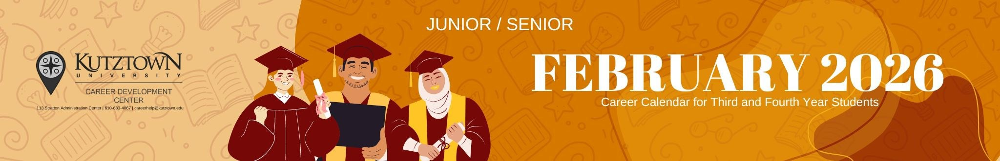 KUTZTOWN
UNIVERSITY
CAREER DEVELOPMENT
CENTER
113 Stratton Administration Center | 610-683-4067 | careerhelp@kutztown.edu
JUNIOR / SENIOR
FEBRUARY 2026
Career Calendar for Third and Fourth Year Students